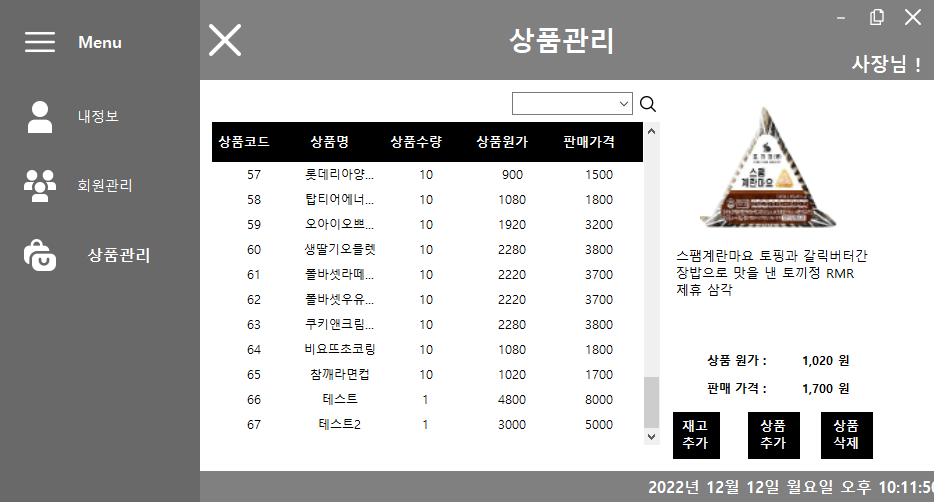 Menu
내정보
회원관리
상품관리
상품관리
사장님 !
상품코드 상품명 상품수량 상품원가 판매가격
57 롯데리아양... 10 900 1500
58 탑티어에너... 10 1080 1800
59 오아이오쁘... 10 1920 3200
60 생딸기오믈렛 10 2280 3800
61 폴바셋라떼... 10 2220 3700
62 폴바셋우유... 10 2220 3700
63 쿠키앤크림... 10 2280 3800
64 비요뜨초코링 10 1080 1800
65 참깨라면컵 10 1020 1700
66 테스트 1 4800 8000
67 테스트2 1 3000 5000
스팸
계란마요
스팸계란마요 토핑과 갈릭버터간
장밥으로 맛을 낸 토끼정 RMR
제휴 삼각
상품 원가 : 1,020 원
판매 가격 : 1,700 원
재고
추가
상품
추가
상품
삭제
2022년 12월 12일 월요일 오후 10:11:50